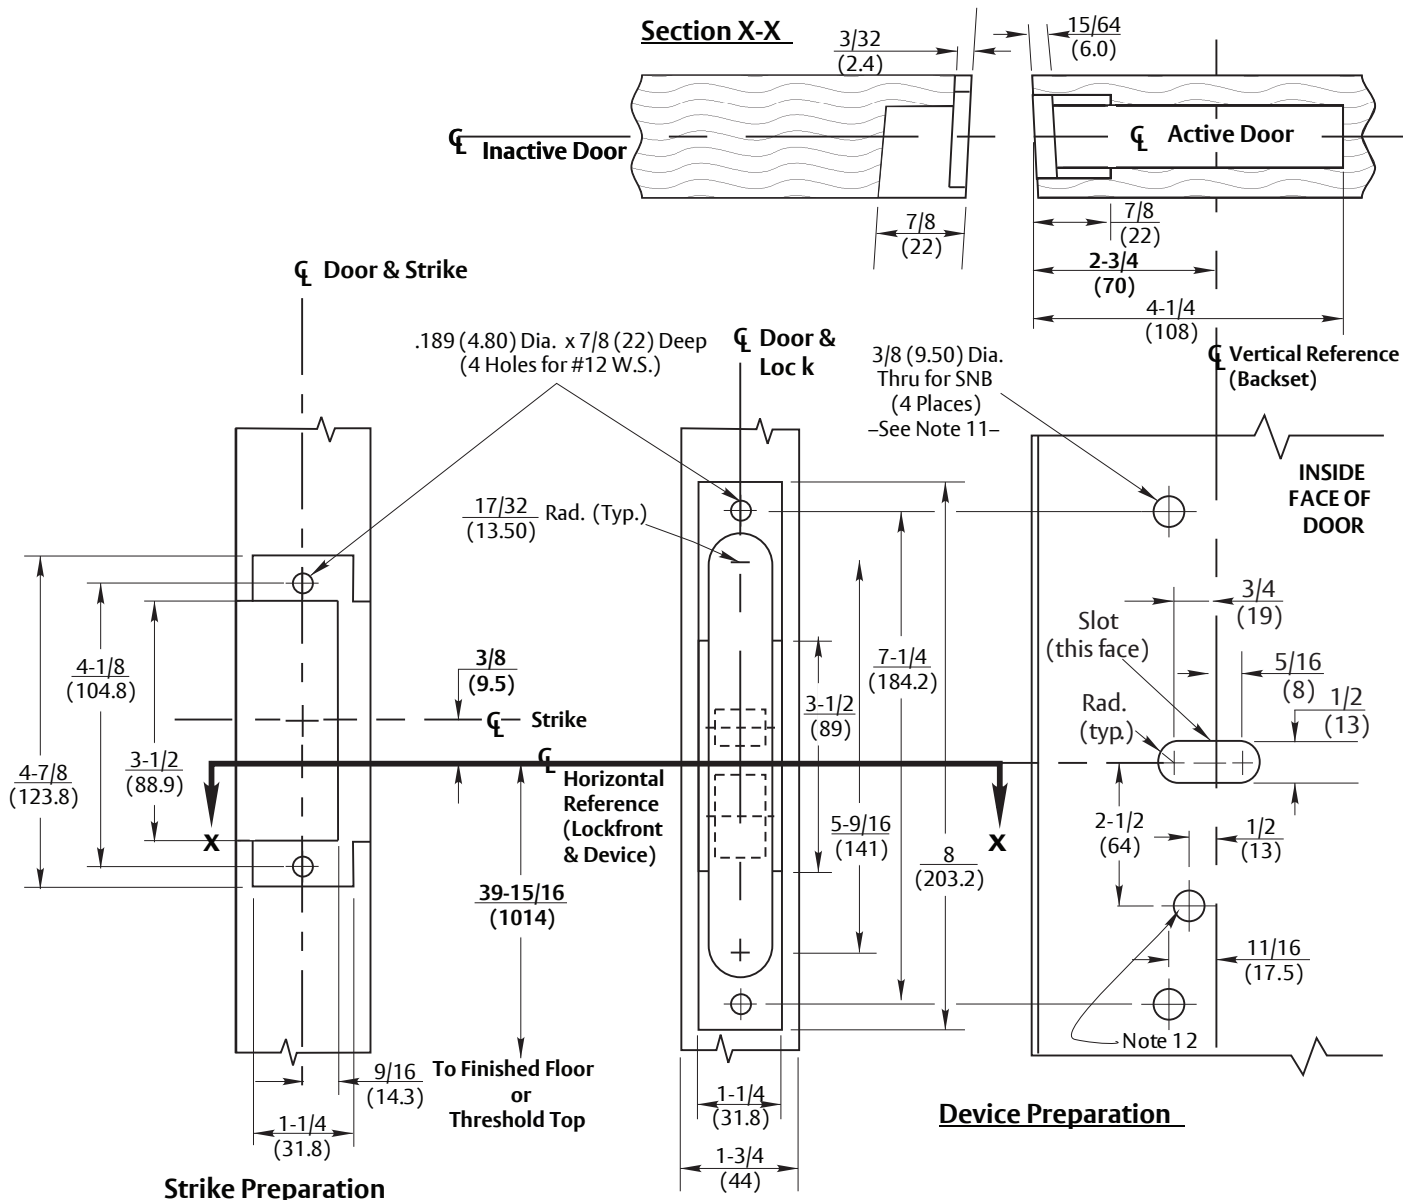 Section X-X
3/32
(2.4)
15/64
(6.0)
℄ Inactive Door
℄ Active Door
7/8
(22)
7/8
(22)
2-3/4
(70)
4-1/4
(108)
℄ Door & Strike
.189 (4.80) Dia. x 7/8 (22) Deep
(4 Holes for #12 W.S.)
℄ Door &
Loc k
3/8 (9.50) Dia.
Thru for SNB
(4 Places)
–See Note 11–
℄ Vertical Reference
(Backset)
INSIDE
FACE OF
DOOR
17/32
(13.50)
Rad. (Typ.)
4-1/8
(104.8)
4-7/8
(123.8)
3-1/2
(88.9)
3/8
(9.5)
℄ Strike
℄
Horizontal
Reference
(Lockfront
& Device)
X
X
39-15/16
(1014)
To Finished Floor
or
Threshold Top
9/16
(14.3)
1-1/4
(31.8)
Strike Preparation
7-1/4
(184.2)
3-1/2
(89)
5-9/16
(141)
8
(203.2)
1-1/4
(31.8)
1-3/4
(44)
3/4
(19)
Slot
(this face)
5/16
(8)
Rad.
(typ.)
1/2
(13)
2-1/2
(64)
1/2
(13)
11/16
(17.5)
Note 12
Device Preparation